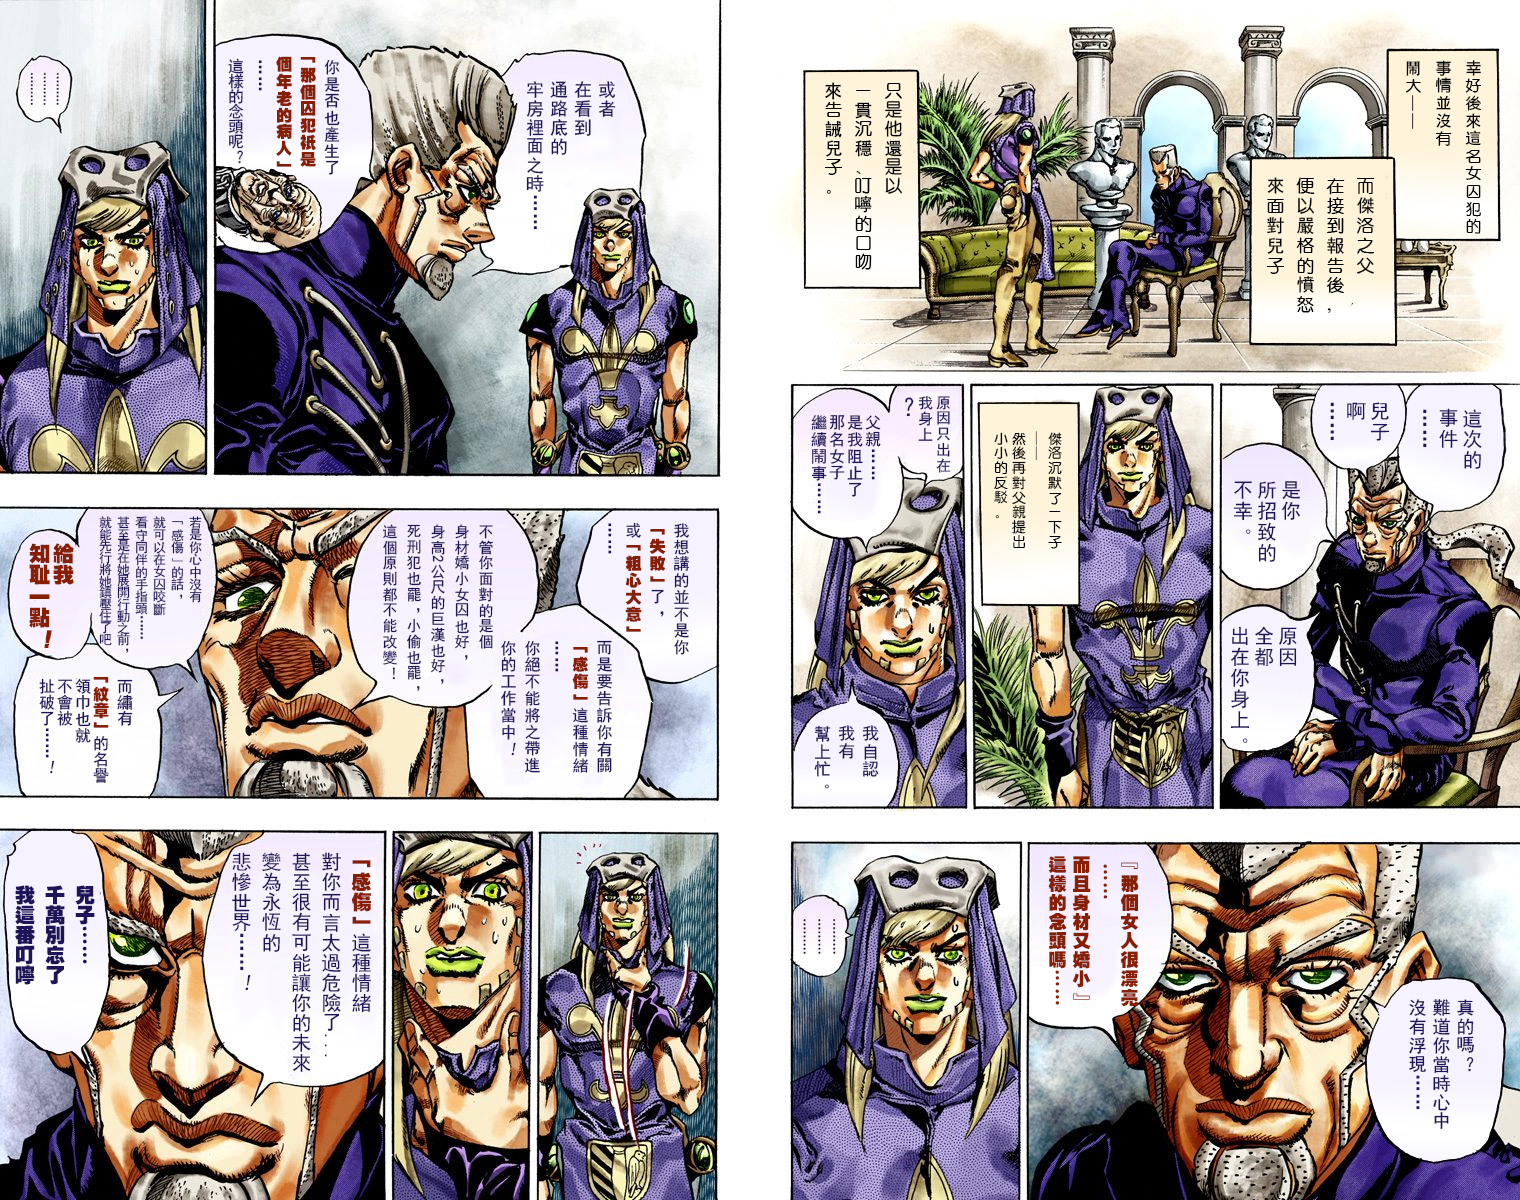 幸好後來這名女囚犯的
事情並沒有
鬧大——
而傑洛之父
在接到報告後，
便以嚴格的憤怒
來面對兒子
只是他還是以
一貫沉穩、叮嚀的口吻
來告誡兒子。
這次的
事件
……
兒子
啊
……
是你
所招致的
不幸。
原因
全都
出在你身上。
傑洛沉默了一下子
——
然後再對父親提出
小小的反駁。
原因只出在
我身上
？
父親……
是我阻止了
那名女子
繼續鬧事……
我自認
我有
幫上忙。
真的嗎？
難道你當時心中
沒有浮現……
『那個女人很漂亮
……
而且身材又嬌小』
這樣的念頭嗎……
………
………
或者
在看到
通路底的
牢房裡面之時……
你是否也產生了
「那個囚犯祇是
個年老的病人」
……
這樣的念頭呢？
………
………
我想講的並不是你
「失敗」了，
或「粗心大意」
……
而是要告訴你有關
「感傷」這種情緒
……
你絕不能將之帶進
你的工作當中！
不管你面對的是個
身材嬌小女囚也好，
身高2公尺的巨漢也好，
死刑犯也罷，小偷也罷，
這個原則都不能改變！
若是你心中沒有
「感傷」的話，
就可以在女囚咬斷
看守同伴的手指頭……
甚至是在她展開行動之前，
就能先行將她鎮壓住了吧
給我
知耻一點！
而繡有
「紋章」的名譽
領巾也就
不會被
扯破了……！
「感傷」這種情緒
對你而言太過危險了…
甚至很有可能讓你的未來
變為永恆的
悲慘世界……！
兒子……
千萬別忘了
我這番叮嚀